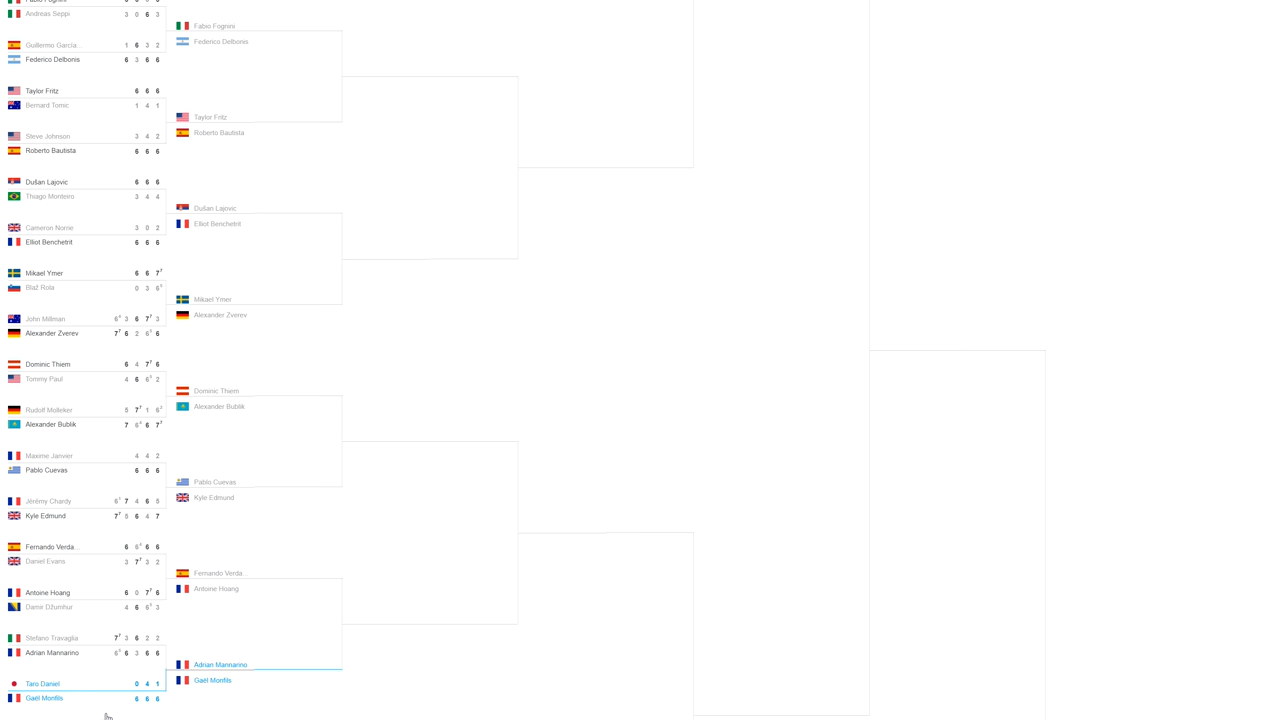 Andreas Seppi 3 0 6 3
Guillermo Garcia... 1 6 3 2
Federico Delbonis 6 3 6 6
Taylor Fritz 6 6 6
Bernard Tomic 1 4 1
Steve Johnson 3 4 2
Roberto Bautista 6 6 6
Dušan Lajovic 6 6 6
Thiago Monteiro 3 4 4
Cameron Norrie 3 0 2
Elliot Benchetrit 6 6 6
Mikael Ymer 6 6 7
Blaž Rola 0 3 6
John Millman 6 3 6 7 3
Alexander Zverev 7 6 2 6 6
Dominic Thiem 6 4 7 6
Tommy Paul 4 6 6 2
Rudolf Molleker 5 7 1 6
Alexander Bublik 7 6 6 7
Maxime Janvier 4 4 2
Pablo Cuevas 6 6 6
Jérémy Chardy 6 7 4 6 5
Kyle Edmund 7 5 6 4 7
Fernando Verda... 6 6 6 6
Daniel Evans 3 7 3 2
Antoine Hoang 6 0 7 6
Damir Džumhur 4 6 6 3
Stefano Travaglia 7 3 6 2 2
Adrian Mannarino 6 6 3 6 6
Taro Daniel 0 4 1
Gaël Monfils 6 6 6
Fabio Fognini
Federico Delbonis
Taylor Fritz
Roberto Bautista
Dušan Lajovic
Elliot Benchetrit
Mikael Ymer
Alexander Zverev
Dominic Thiem
Alexander Bublik
Pablo Cuevas
Kyle Edmund
Fernando Verda...
Antoine Hoang
Adrian Mannarino
Gaël Monfils